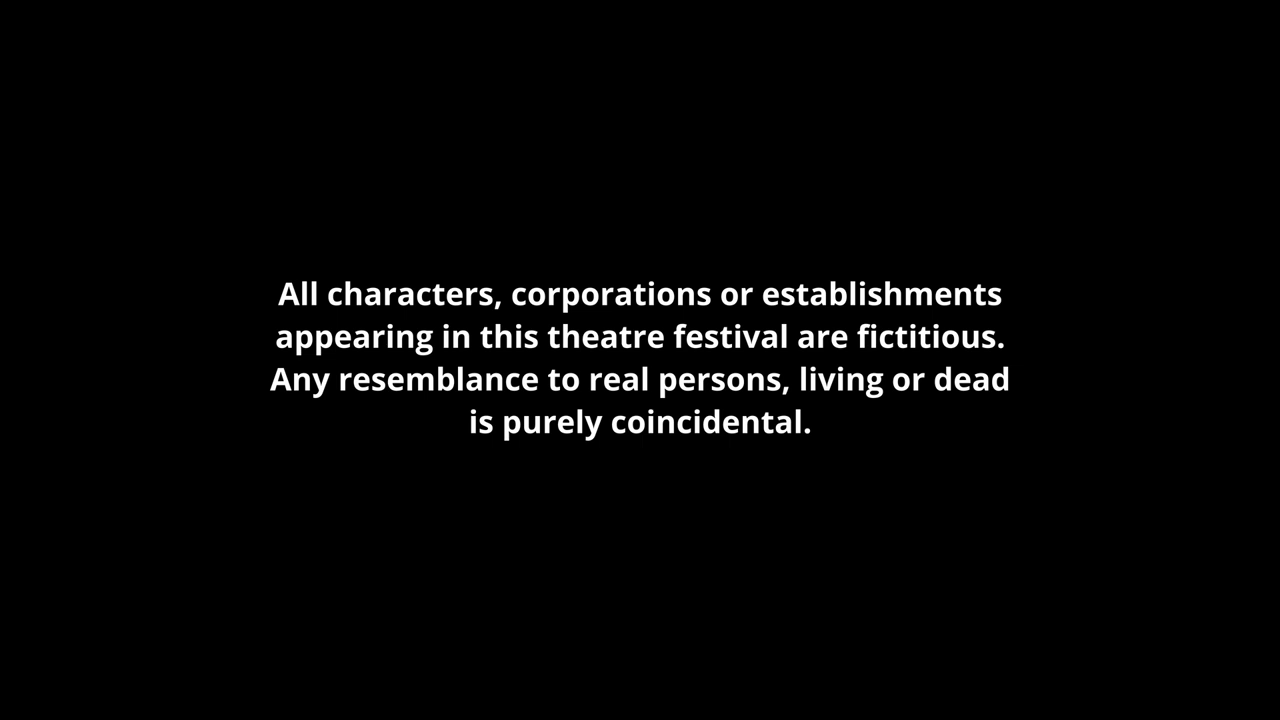 All characters, corporations or establishments
appearing in this theatre festival are fictitious.
Any resemblance to real persons, living or dead
is purely coincidental.